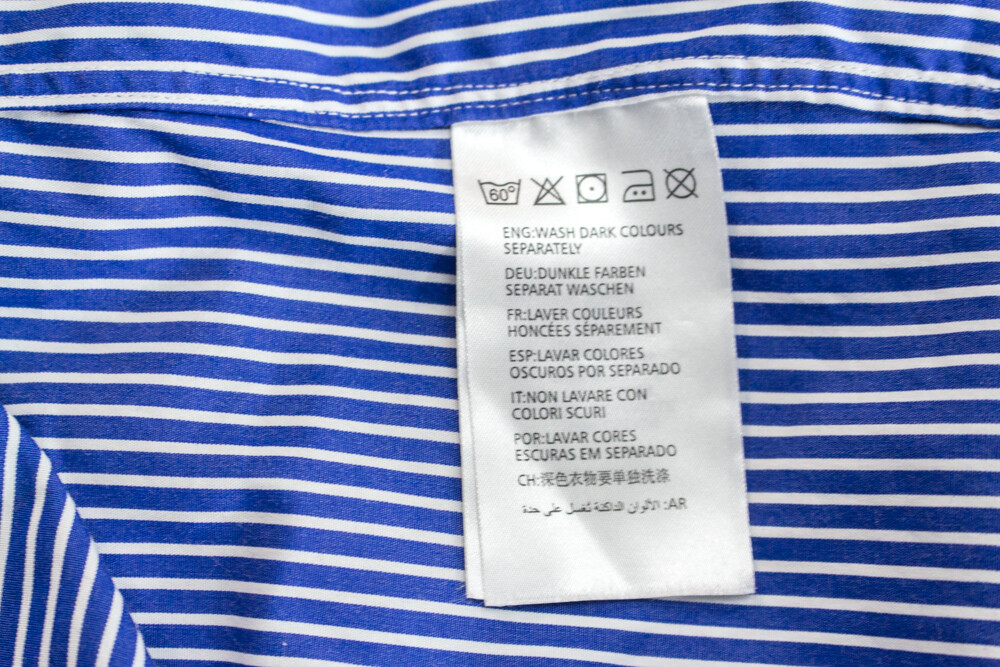 60°
ENG:WASH DARK COLOURS
SEPARATELY
DEU:DUNKLE FARBEN
SEPARAT WASCHEN
FR:LAVER COULEURS
HONCÉES SÉPAREMENT
ESP:LAVAR COLORES
OSCUROS POR SEPARADO
IT:NON LAVARE CON
COLORI SCURI
POR:LAVAR CORES
ESCURAS EM SEPARADO
CH:深色衣物要单独洗涤
AR: الألوان الداكنة تغسل على حدة